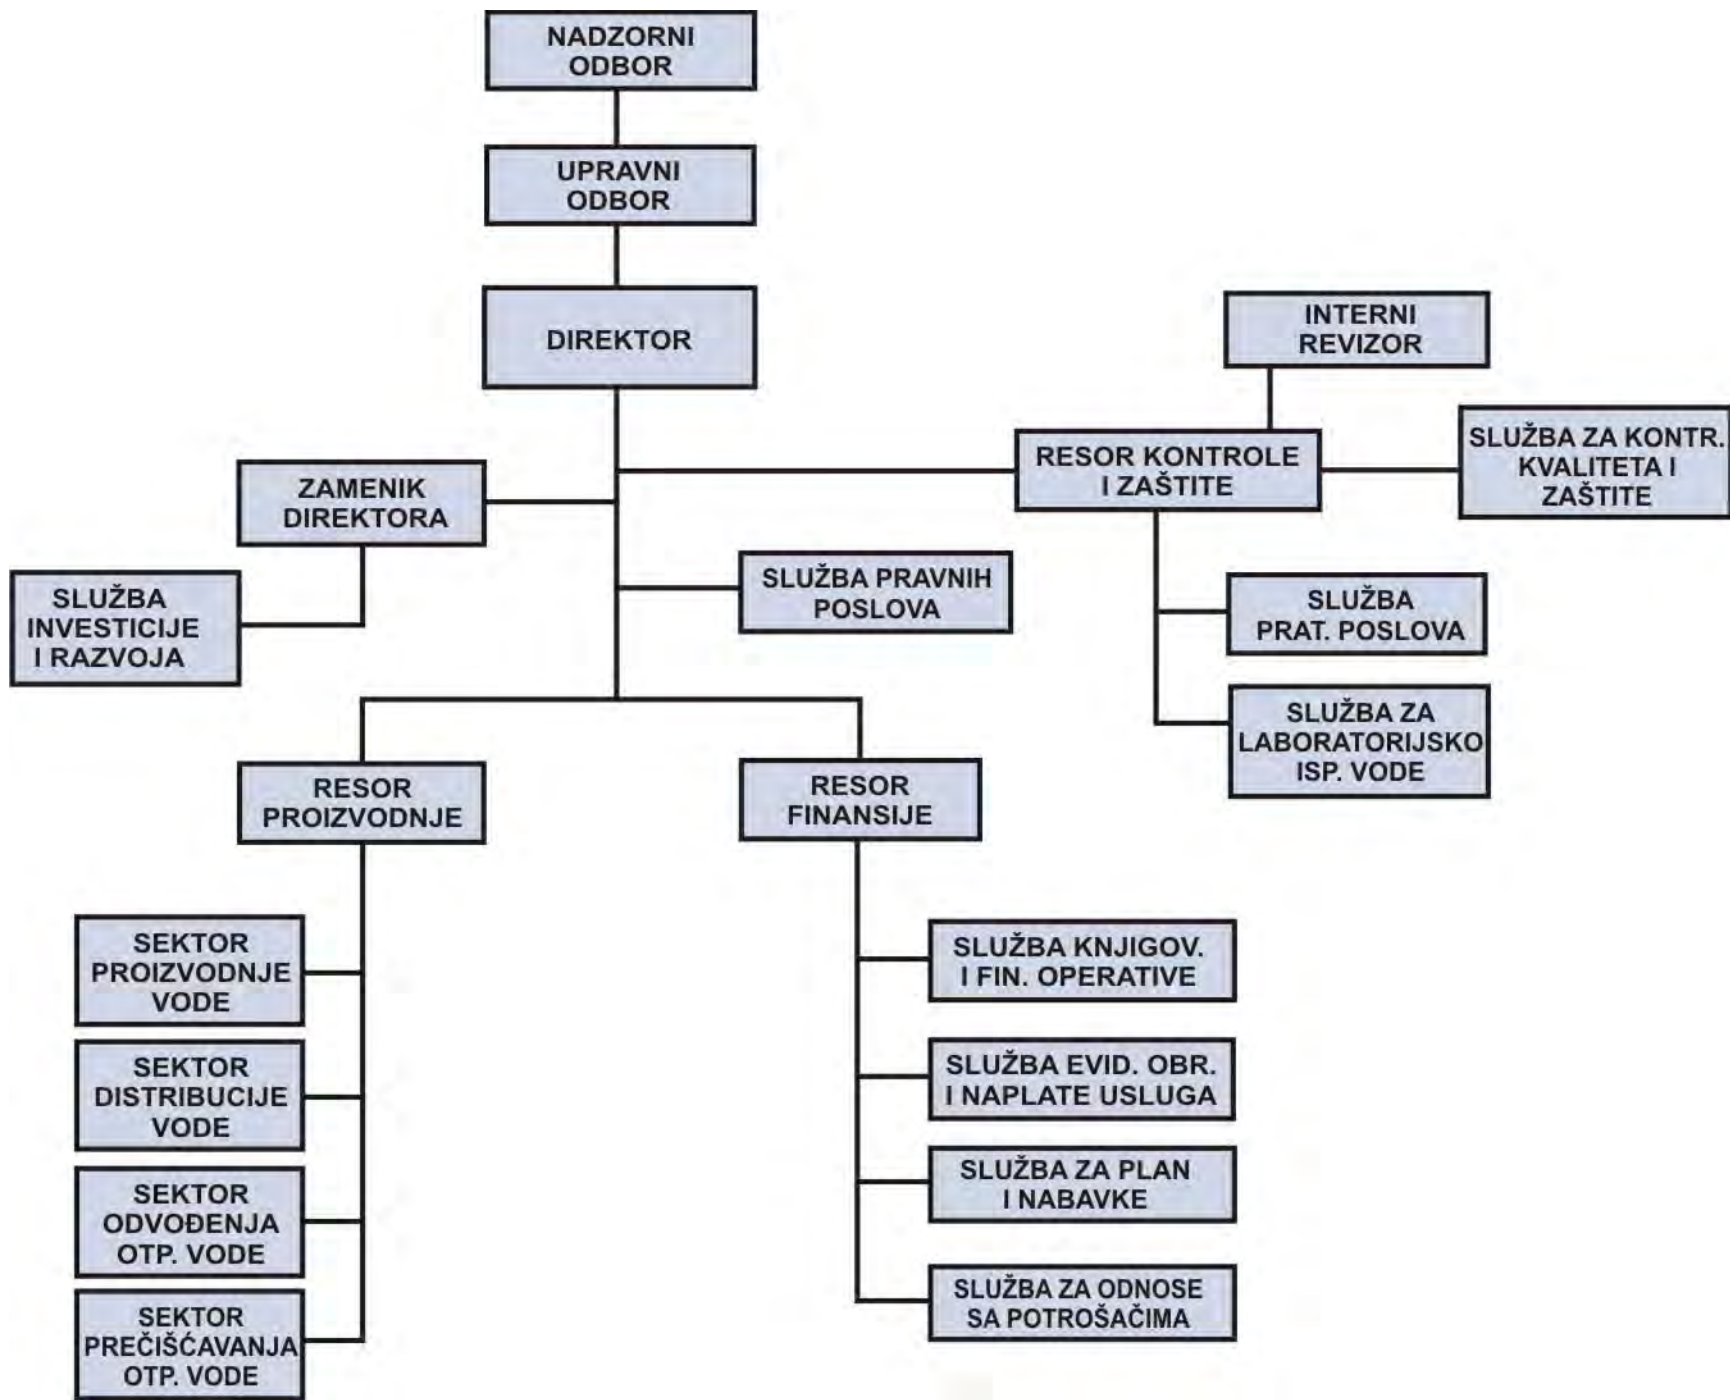 NADZORNI
ODBOR
UPRAVNI
ODBOR
DIREKTOR
INTERNI
REVIZOR
RESOR KONTROLE
I ZAŠTITE
SLUŽBA ZA KONTR.
KVALITETA I
ZAŠTITE
ZAMENIK
DIREKTORA
SLUŽBA
INVESTICIJE
I RAZVOJA
SLUŽBA PRAVNIH
POSLOVA
SLUŽBA
PRAT. POSLOVA
SLUŽBA ZA
LABORATORIJSKO
ISP. VODE
RESOR
PROIZVODNJE
RESOR
FINANSIJE
SEKTOR
PROIZVODNJE
VODE
SEKTOR
DISTRIBUCIJE
VODE
SEKTOR
ODVOĐENJA
OTP. VODE
SEKTOR
PREČIŠĆAVANJA
OTP. VODE
SLUŽBA KNJIGOV.
I FIN. OPERATIVE
SLUŽBA EVID. OBR.
I NAPLATE USLUGA
SLUŽBA ZA PLAN
I NABAVKE
SLUŽBA ZA ODNOSE
SA POTROŠAČIMA